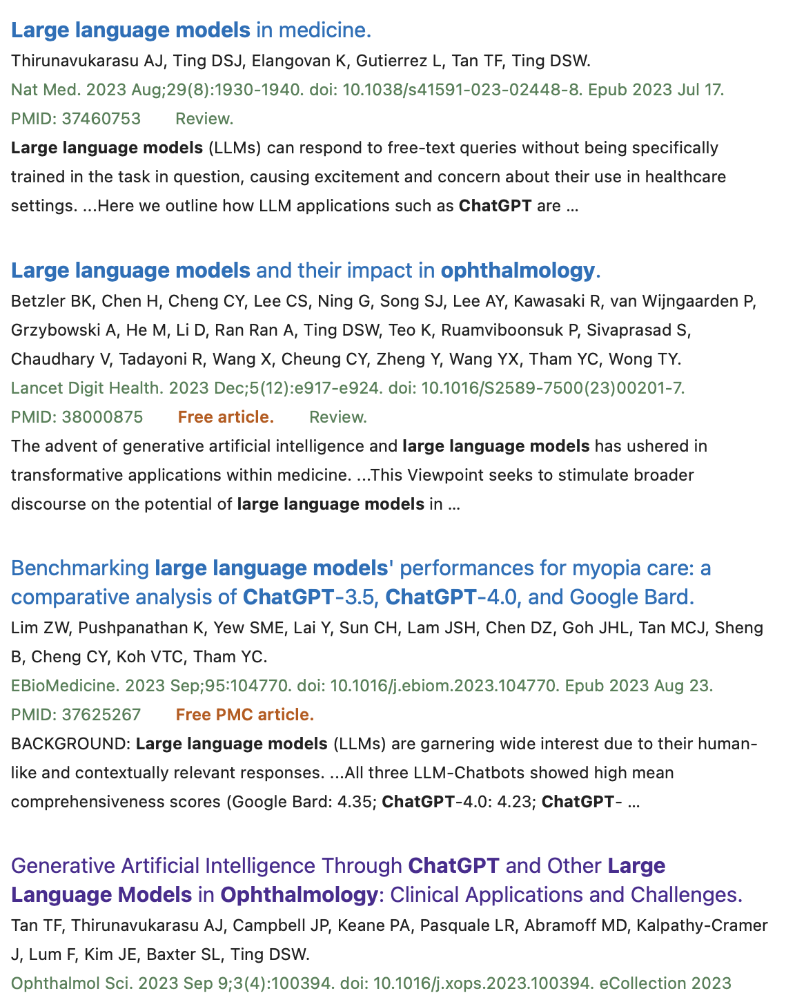 Large language models in medicine.
Thirunavukarasu AJ, Ting DSJ, Elangovan K, Gutierrez L, Tan TF, Ting DSW.
Nat Med. 2023 Aug;29(8):1930-1940. doi: 10.1038/s41591-023-02448-8. Epub 2023 Jul 17.
PMID: 37460753 Review.
Large language models (LLMs) can respond to free-text queries without being specifically
trained in the task in question, causing excitement and concern about their use in healthcare
settings. ...Here we outline how LLM applications such as ChatGPT are ...
Large language models and their impact in ophthalmology.
Betzler BK, Chen H, Cheng CY, Lee CS, Ning G, Song SJ, Lee AY, Kawasaki R, van Wijngaarden P,
Grzybowski A, He M, Li D, Ran Ran A, Ting DSW, Teo K, Ruamviboonsuk P, Sivaprasad S,
Chaudhary V, Tadayoni R, Wang X, Cheung CY, Zheng Y, Wang YX, Tham YC, Wong TY.
Lancet Digit Health. 2023 Dec;5(12):e917-e924. doi: 10.1016/S2589-7500(23)00201-7.
PMID: 38000875 Free article. Review.
The advent of generative artificial intelligence and large language models has ushered in
transformative applications within medicine. ...This Viewpoint seeks to stimulate broader
discourse on the potential of large language models in ...
Benchmarking large language models' performances for myopia care: a
comparative analysis of ChatGPT-3.5, ChatGPT-4.0, and Google Bard.
Lim ZW, Pushpanathan K, Yew SME, Lai Y, Sun CH, Lam JSH, Chen DZ, Goh JHL, Tan MCJ, Sheng
B, Cheng CY, Koh VTC, Tham YC.
EBioMedicine. 2023 Sep;95:104770. doi: 10.1016/j.ebiom.2023.104770. Epub 2023 Aug 23.
PMID: 37625267 Free PMC article.
BACKGROUND: Large language models (LLMs) are garnering wide interest due to their human-
like and contextually relevant responses. ...All three LLM-Chatbots showed high mean
comprehensiveness scores (Google Bard: 4.35; ChatGPT-4.0: 4.23; ChatGPT- ...
Generative Artificial Intelligence Through ChatGPT and Other Large
Language Models in Ophthalmology: Clinical Applications and Challenges.
Tan TF, Thirunavukarasu AJ, Campbell JP, Keane PA, Pasquale LR, Abramoff MD, Kalpathy-Cramer
J, Lum F, Kim JE, Baxter SL, Ting DSW.
Ophthalmol Sci. 2023 Sep 9;3(4):100394. doi: 10.1016/j.xops.2023.100394. eCollection 2023